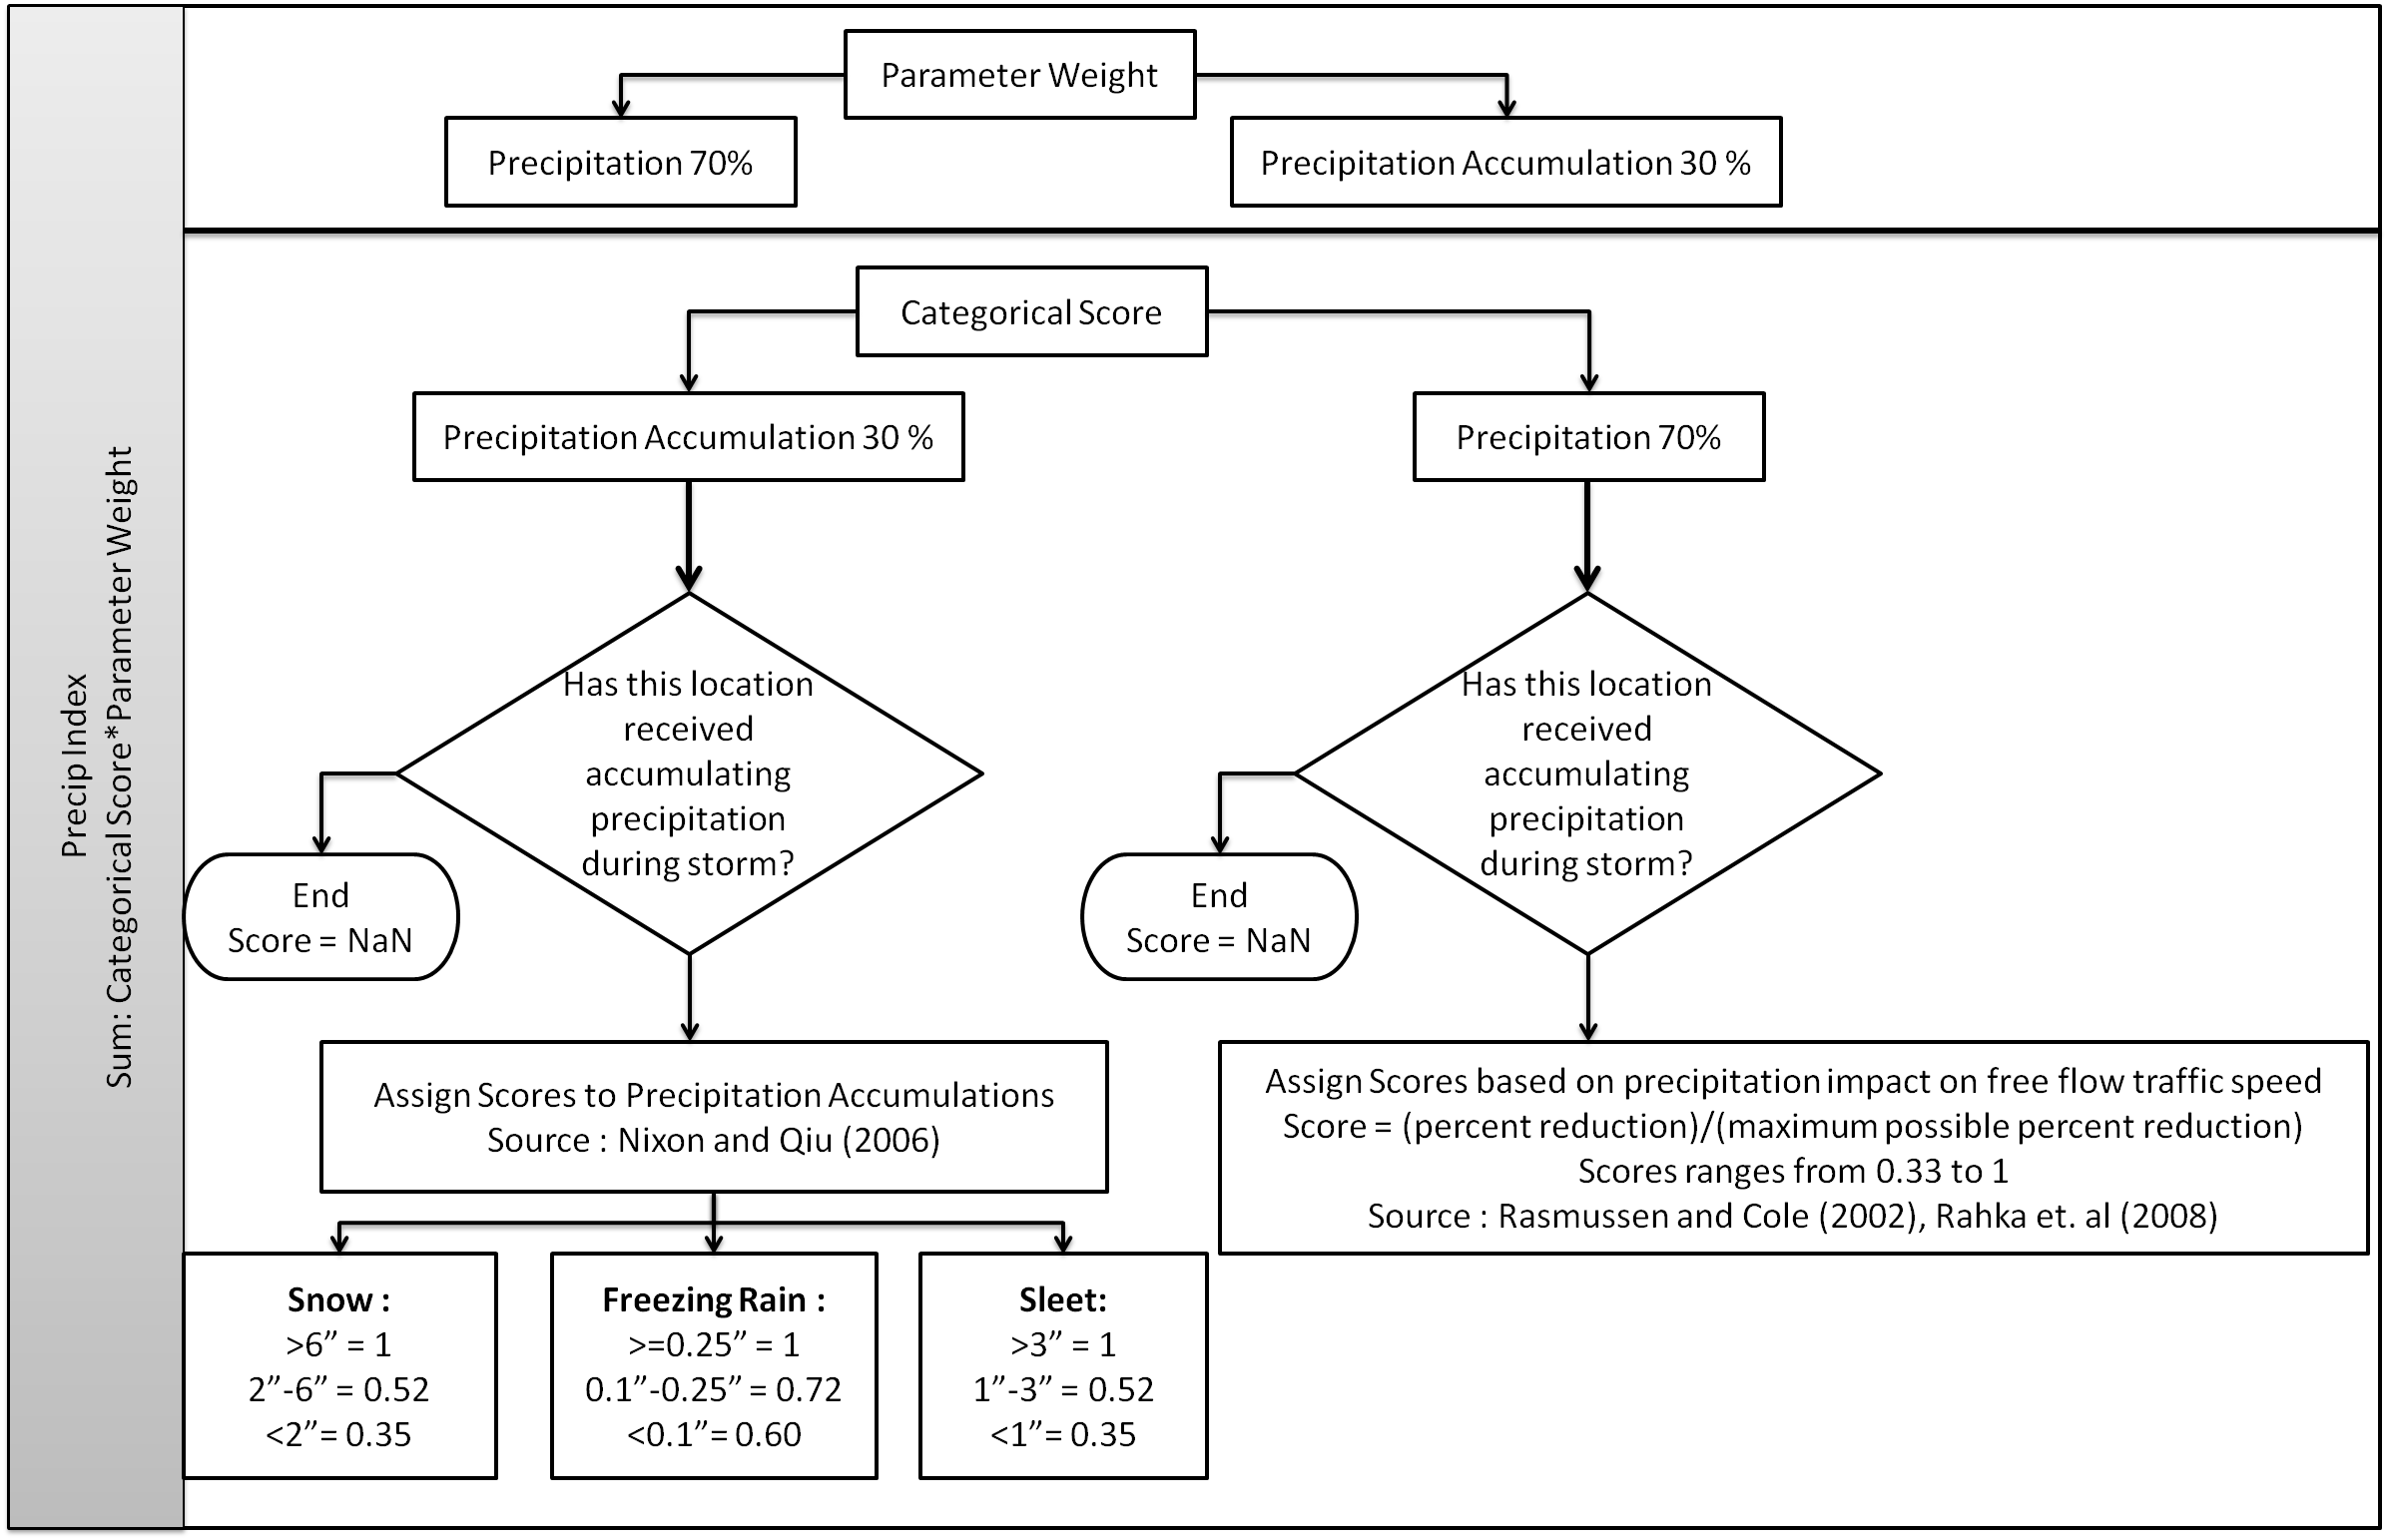 Precip Index
Sum: Categorical Score*Parameter Weight
Parameter Weight
Precipitation 70%
Precipitation Accumulation 30 %
Categorical Score
Precipitation Accumulation 30 %
Precipitation 70%
Has this location
received
accumulating
precipitation
during storm?
End
Score = NaN
Has this location
received
accumulating
precipitation
during storm?
End
Score = NaN
Assign Scores to Precipitation Accumulations
Source : Nixon and Qiu (2006)
Assign Scores based on precipitation impact on free flow traffic speed
Score = (percent reduction)/(maximum possible percent reduction)
Scores ranges from 0.33 to 1
Source : Rasmussen and Cole (2002), Rahka et. al (2008)
Snow :
>6” = 1
2”-6” = 0.52
<2”= 0.35
Freezing Rain :
>=0.25” = 1
0.1”-0.25” = 0.72
<0.1”= 0.60
Sleet:
>3” = 1
1”-3” = 0.52
<1”= 0.35